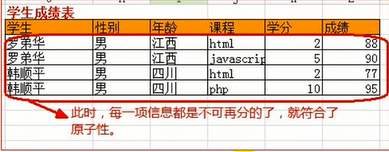 学生成绩表
学生 性别 年龄 课程 学分 成绩
罗弟华 男 江西 html 2 88
罗弟华 男 江西 javascrip 5 90
韩顺平 男 四川 html 2 77
韩顺平 男 四川 php 10 95
此时，每一项信息都是不可再分的了，就符合了
原子性。